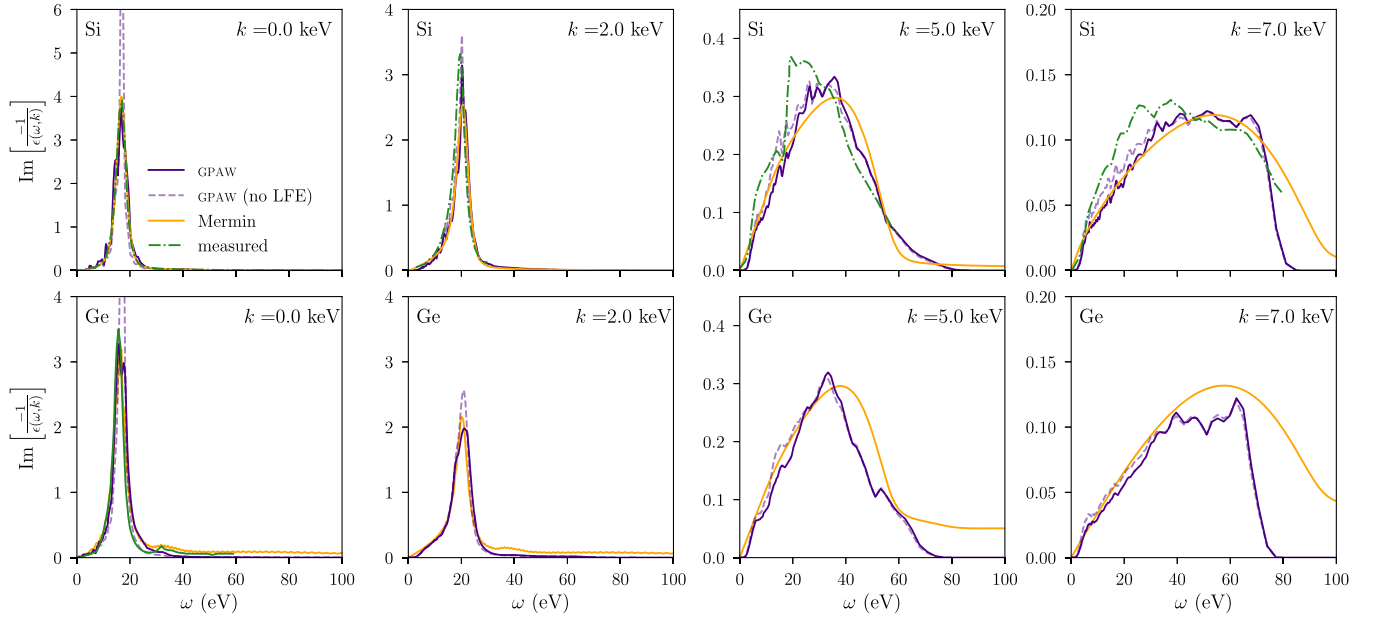 Si
k =0.0 keV
Im [−1/ϵ(ω,k)]
0
1
2
3
4
5
6
GPAW
GPAW (no LFE)
Mermin
measured
Si
k =2.0 keV
0
1
2
3
4
Si
k =5.0 keV
0.0
0.1
0.2
0.3
0.4
Si
k =7.0 keV
0.00
0.05
0.10
0.15
0.20
Ge
k =0.0 keV
Im [−1/ϵ(ω,k)]
0
1
2
3
4
0 20 40 60 80 100
ω (eV)
Ge
k =2.0 keV
0
1
2
3
4
0 20 40 60 80 100
ω (eV)
Ge
k =5.0 keV
0.0
0.1
0.2
0.3
0.4
0 20 40 60 80 100
ω (eV)
Ge
k =7.0 keV
0.00
0.05
0.10
0.15
0.20
0 20 40 60 80 100
ω (eV)